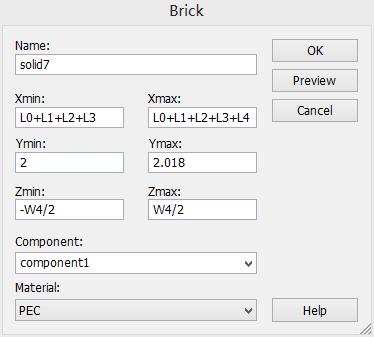 Brick
Name:
solid7
OK
Preview
Cancel
Xmin:
Xmax:
L0+L1+L2+L3
L0+L1+L2+L3+L4
Ymin:
Ymax:
2
2.018
Zmin:
Zmax:
-W4/2
W4/2
Component:
component1
Material:
PEC
Help